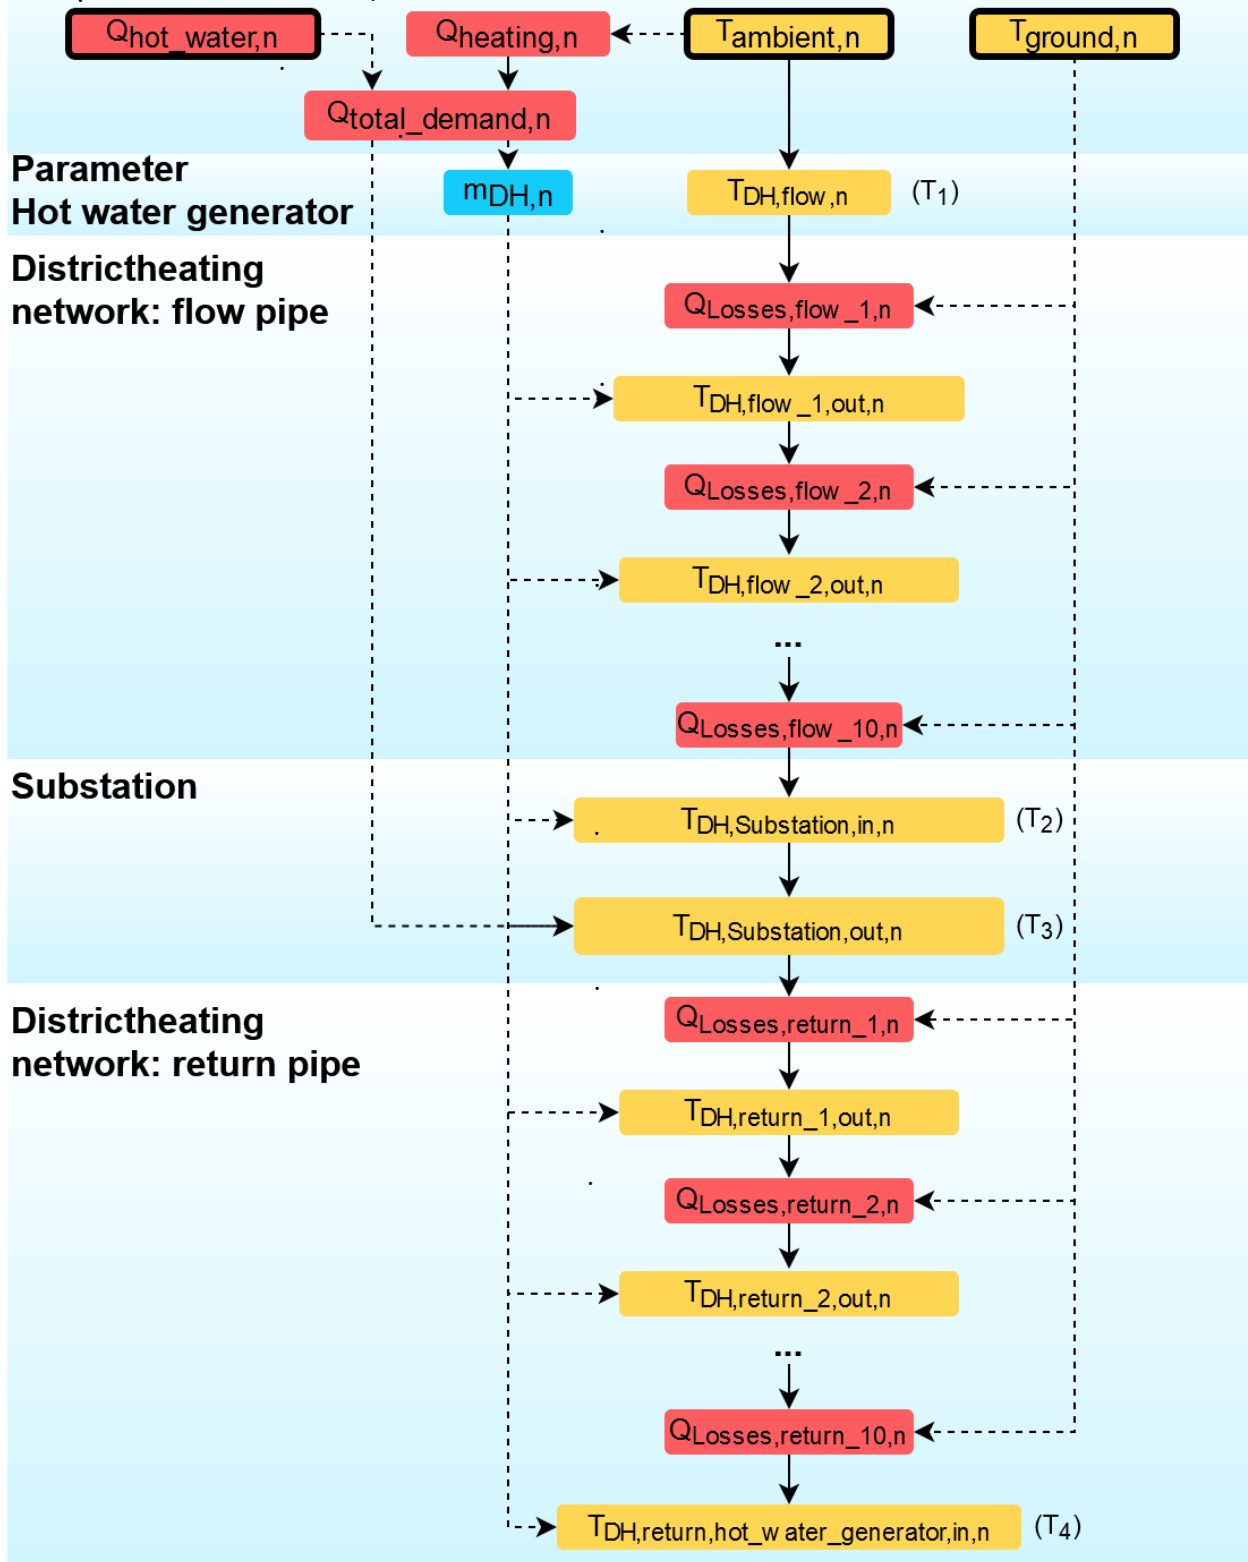 Qhot_water,n
Qheating,n
Tambient,n
Tground,n
Qtotal_demand,n
Parameter
Hot water generator
mDH,n
TDH,flow,n
(T1)
Districtheating
network: flow pipe
QLosses,flow_1,n
TDH,flow_1,out,n
QLosses,flow_2,n
TDH,flow_2,out,n
...
QLosses,flow_10,n
Substation
TDH,Substation,in,n
(T2)
TDH,Substation,out,n
(T3)
Districtheating
network: return pipe
QLosses,return_1,n
TDH,return_1,out,n
QLosses,return_2,n
TDH,return_2,out,n
...
QLosses,return_10,n
TDH,return,hot_water_generator,in,n
(T4)